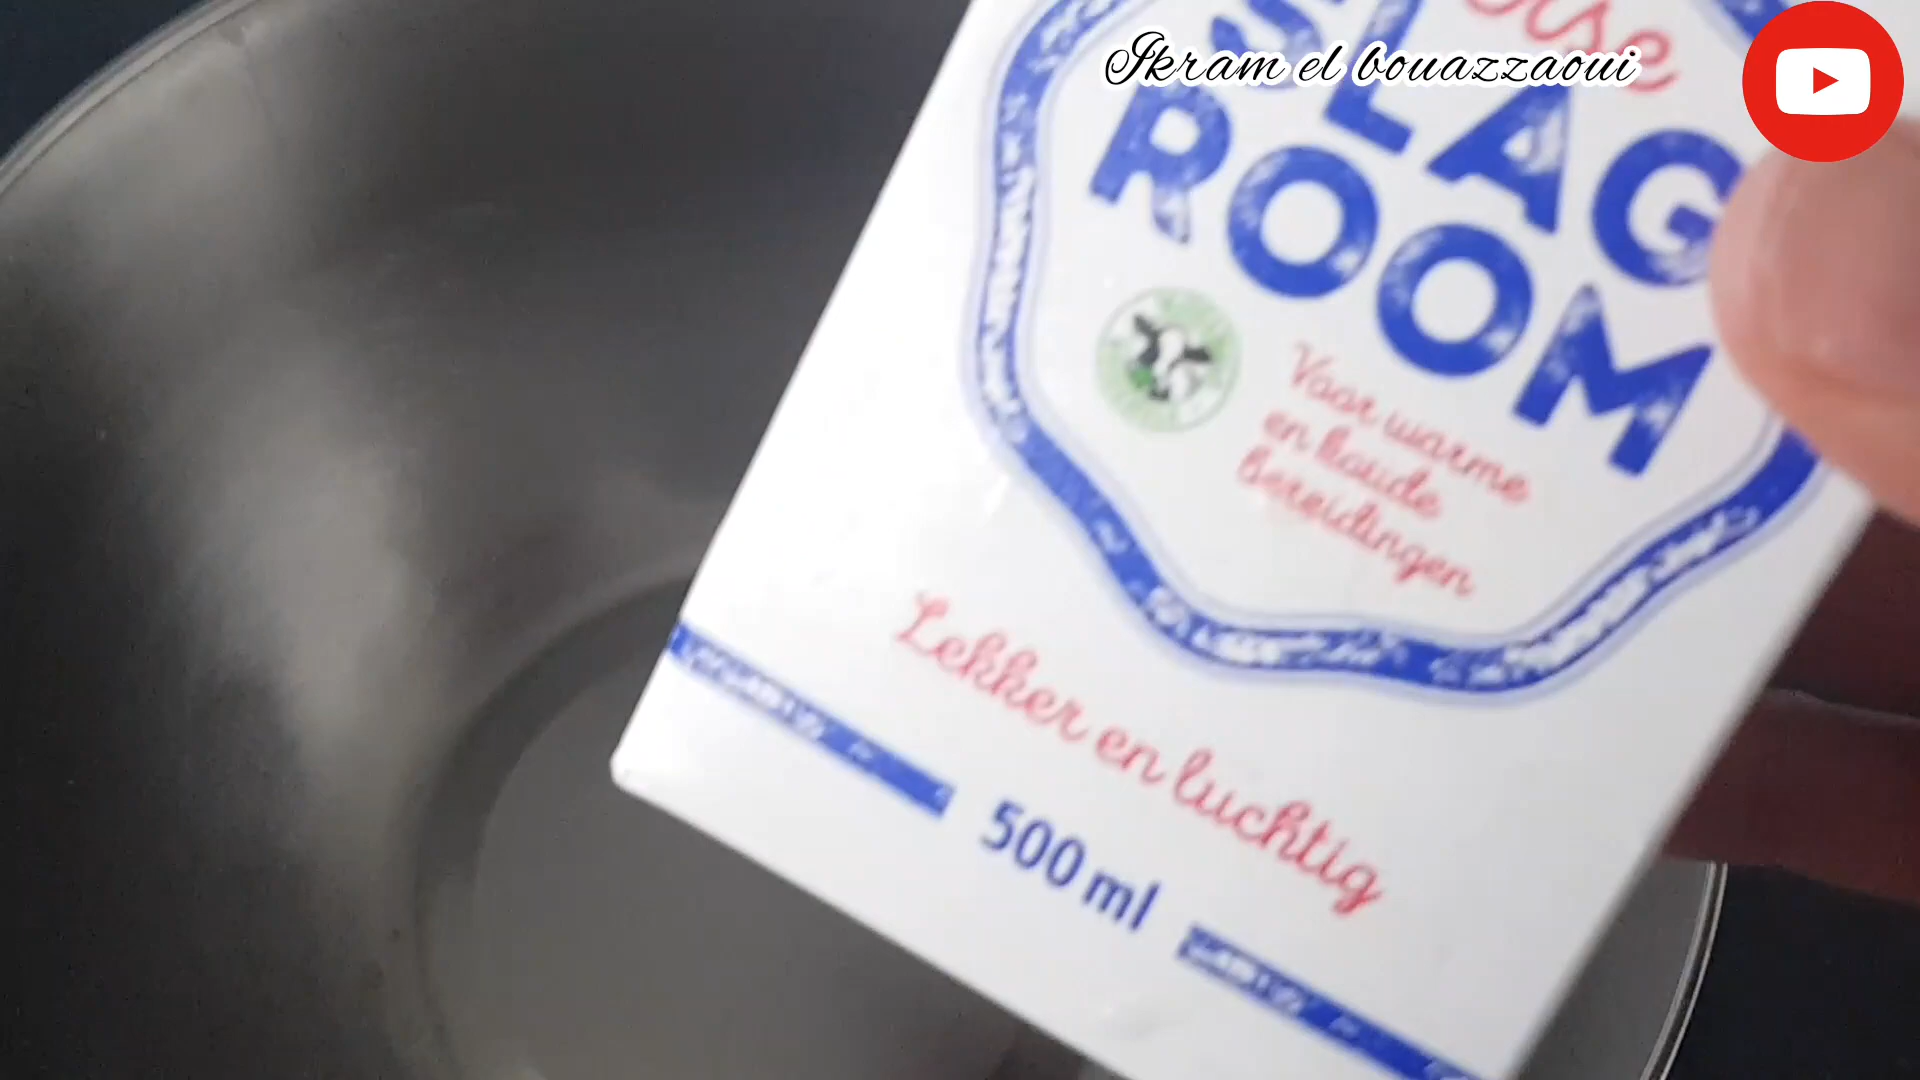 Ikram el bouazzaoui
SLAG
ROOM
Voor warme
en koude
bereidingen
Lekker en luchtig
500 ml